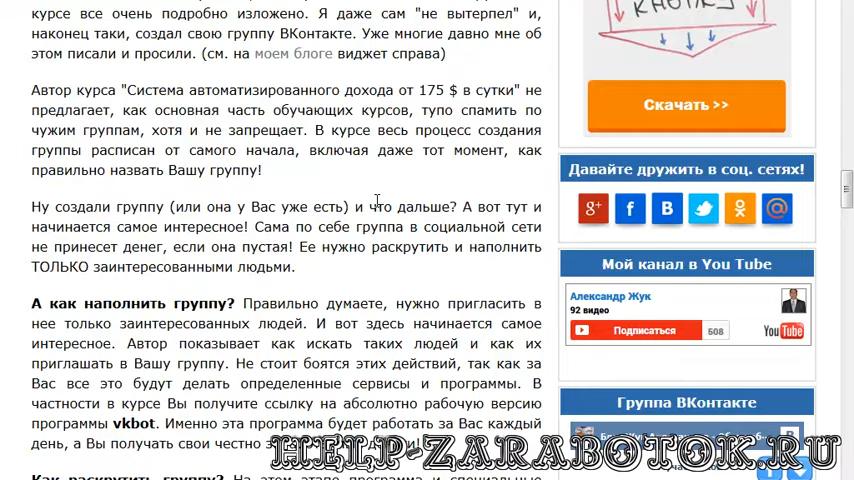 курсе все очень подробно изложено. Я даже сам "не вытерпел" и,
наконец таки, создал свою группу ВКонтакте. Уже многие давно мне об
этом писали и просили. (см. на моем блоге виджет справа)
Автор курса "Система автоматизированного дохода от 175 $ в сутки" не
предлагает, как основная часть обучающих курсов, тупо спамить по
чужим группам, хотя и не запрещает. В курсе весь процесс создания
группы расписан от самого начала, включая даже тот момент, как
правильно назвать Вашу группу!
Ну создали группу (или она у Вас уже есть) и что дальше? А вот тут и
начинается самое интересное! Сама по себе группа в социальной сети
не принесет денег, если она пустая! Ее нужно раскрутить и наполнить
ТОЛЬКО заинтересованными людьми.
А как наполнить группу? Правильно думаете, нужно пригласить в
нее только заинтересованных людей. И вот здесь начинается самое
интересное. Автор показывает как искать таких людей и как их
приглашать в Вашу группу. Не стоит боятся этих действий, так как за
Вас все это будут делать определенные сервисы и программы. В
частности в курсе Вы получите ссылку на абсолютно рабочую версию
программы vkbot. Именно эта программа будет работать за Вас каждый
день, а Вы получать свои честно
Как раскрутить группу? На этом этапе программа и специальные
КНОПКУ
Скачать >>
Давайте дружить в соц. сетях!
g+ f В @
Мой канал в You Tube
Александр Жук
92 видео
Подписаться 508 YouTube
Группа ВКонтакте
HELP-ZARABOTOK.RU